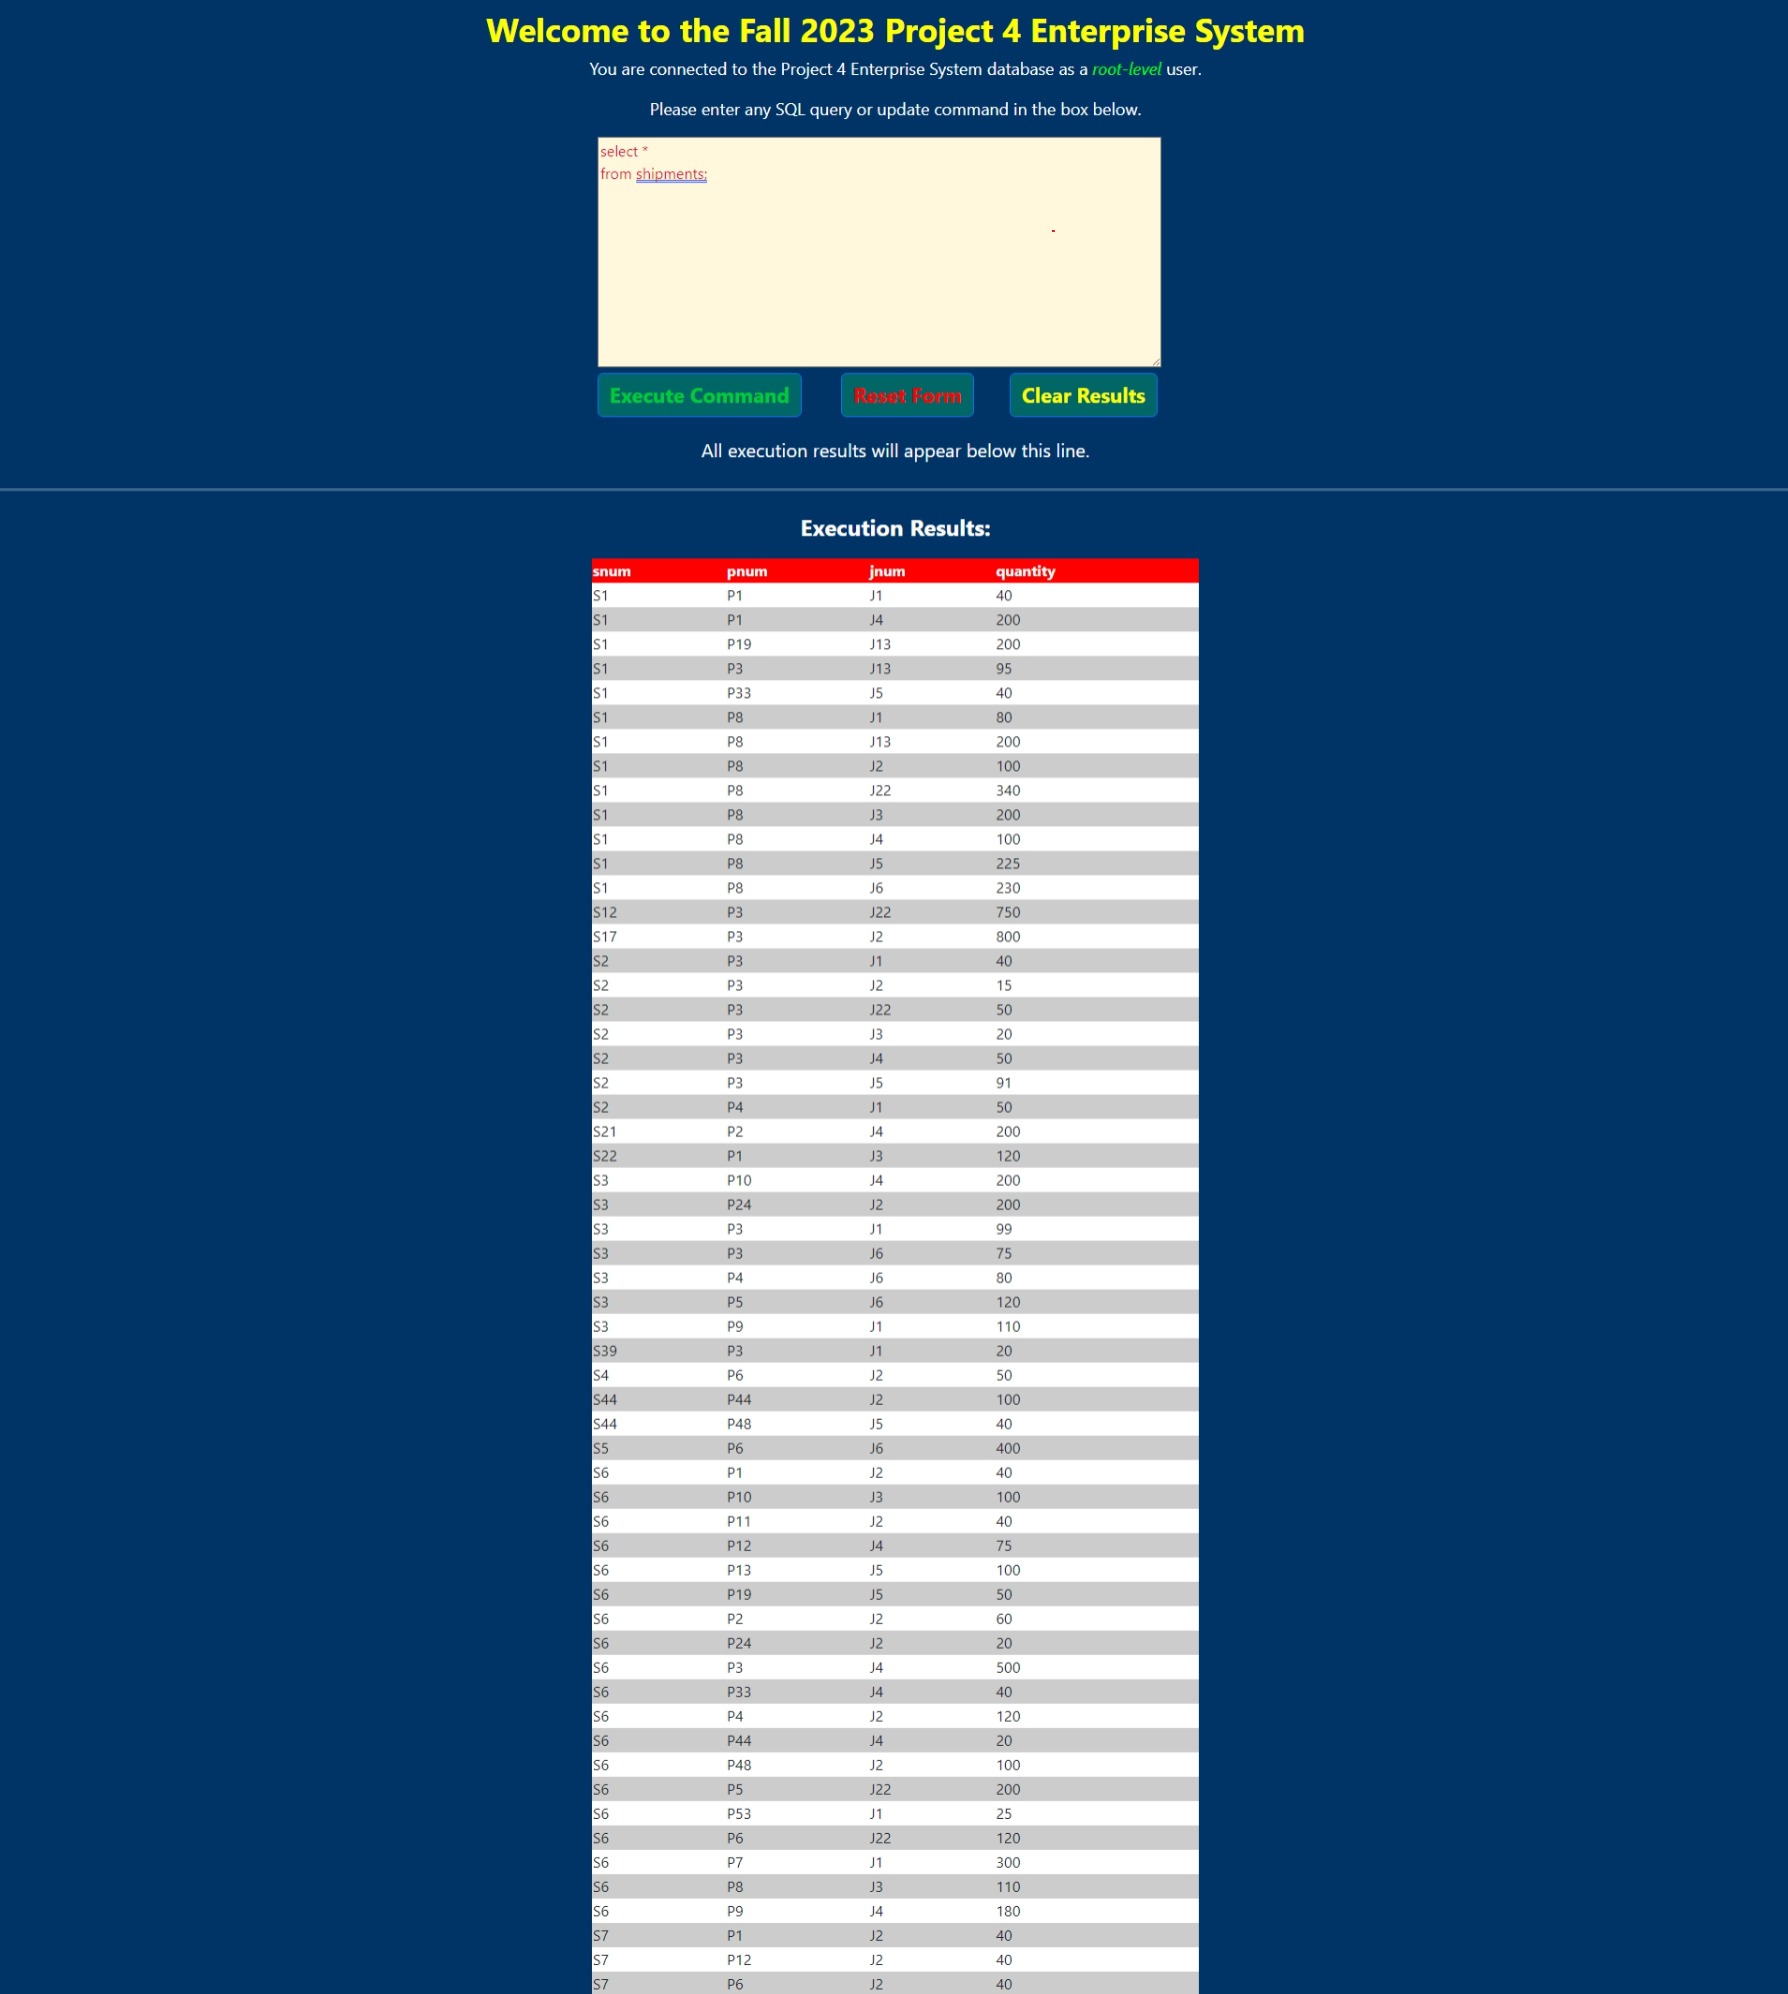 Welcome to the Fall 2023 Project 4 Enterprise System
You are connected to the Project 4 Enterprise System database as a root-level user.
Please enter any SQL query or update command in the box below.
select *
from shipments;
Execute Command Reset Form Clear Results
All execution results will appear below this line.
Execution Results:
snum pnum jnum quantity
S1 P1 J1 40
S1 P1 J4 200
S1 P19 J13 200
S1 P3 J13 95
S1 P33 J5 40
S1 P8 J1 80
S1 P8 J13 200
S1 P8 J2 100
S1 P8 J22 340
S1 P8 J3 200
S1 P8 J4 100
S1 P8 J5 225
S1 P8 J6 230
S12 P3 J22 750
S17 P3 J2 800
S2 P3 J1 40
S2 P3 J2 15
S2 P3 J22 50
S2 P3 J3 20
S2 P3 J4 50
S2 P3 J5 91
S2 P4 J1 50
S21 P2 J4 200
S22 P1 J3 120
S3 P10 J4 200
S3 P24 J2 200
S3 P3 J1 99
S3 P3 J6 75
S3 P4 J6 80
S3 P5 J6 120
S3 P9 J1 110
S39 P3 J1 20
S4 P6 J2 50
S44 P44 J2 100
S44 P48 J5 40
S5 P6 J6 400
S6 P1 J2 40
S6 P10 J3 100
S6 P11 J2 40
S6 P12 J4 75
S6 P13 J5 100
S6 P19 J5 50
S6 P2 J2 60
S6 P24 J2 20
S6 P3 J4 500
S6 P33 J4 40
S6 P4 J2 120
S6 P44 J4 20
S6 P48 J2 100
S6 P5 J22 200
S6 P53 J1 25
S6 P6 J22 120
S6 P7 J1 300
S6 P8 J3 110
S6 P9 J4 180
S7 P1 J2 40
S7 P12 J2 40
S7 P6 J2 40